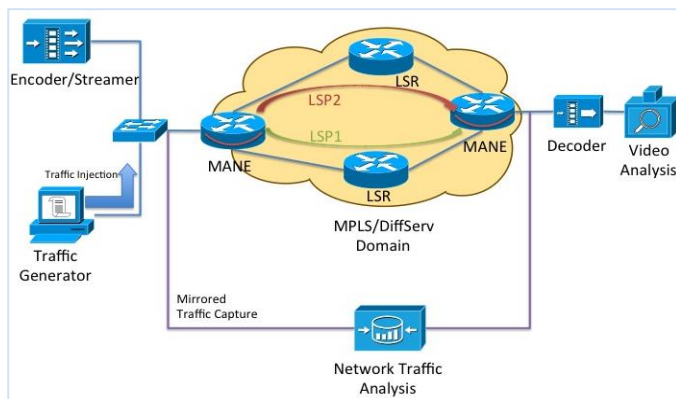 Encoder/Streamer
LSR
LSP2
LSP1
MANE
MANE
Decoder
Video
Analysis
Traffic Injection
LSR
Traffic
Generator
MPLS/DiffServ
Domain
Mirrored
Traffic Capture
Network Traffic
Analysis